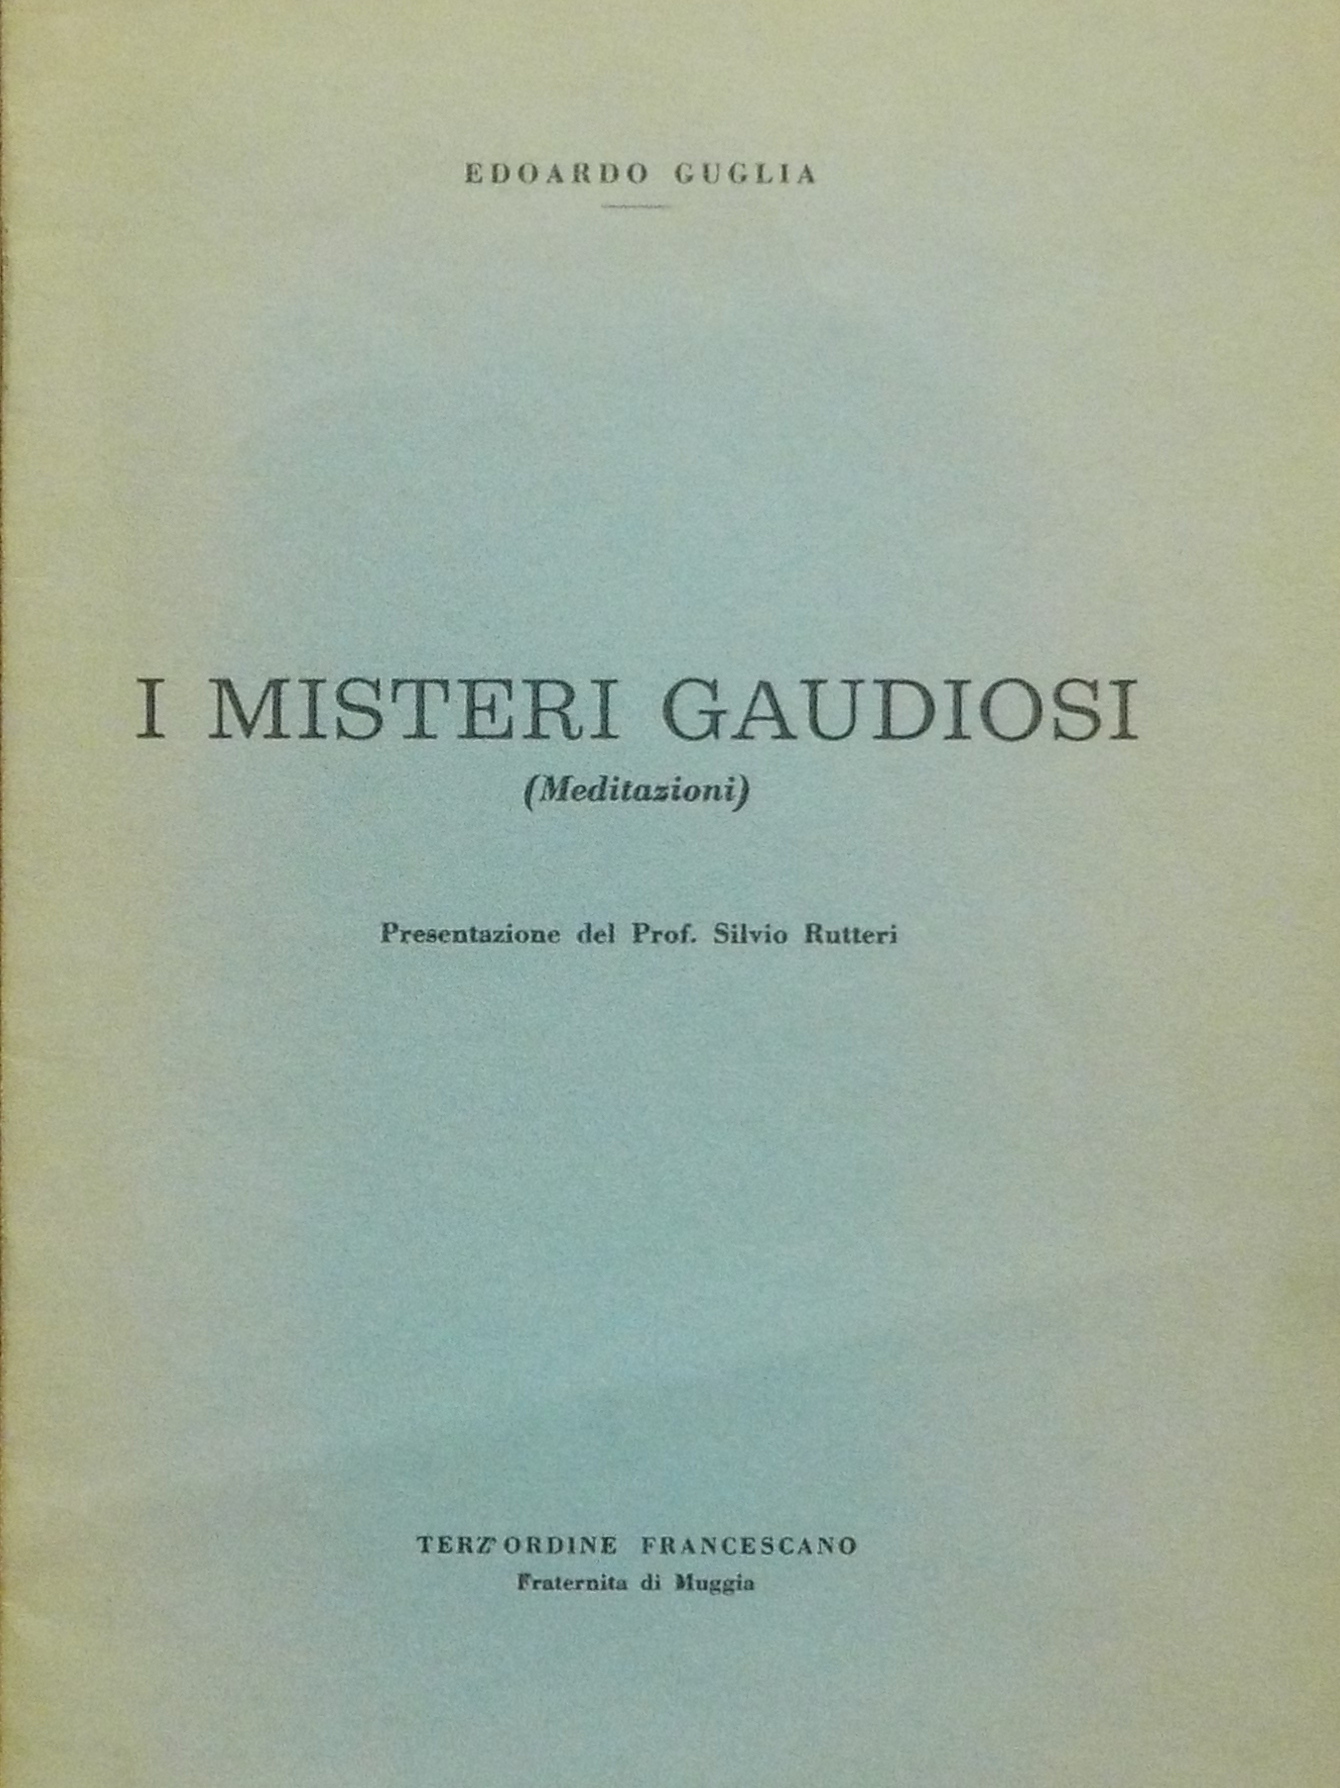 EDOARDO GUGLIA
I MISTERI GAUDIOSI
(Meditazioni)
Presentazione del Prof. Silvio Rutteri
TERZ'ORDINE FRANCESCANO
Fraternita di Muggia